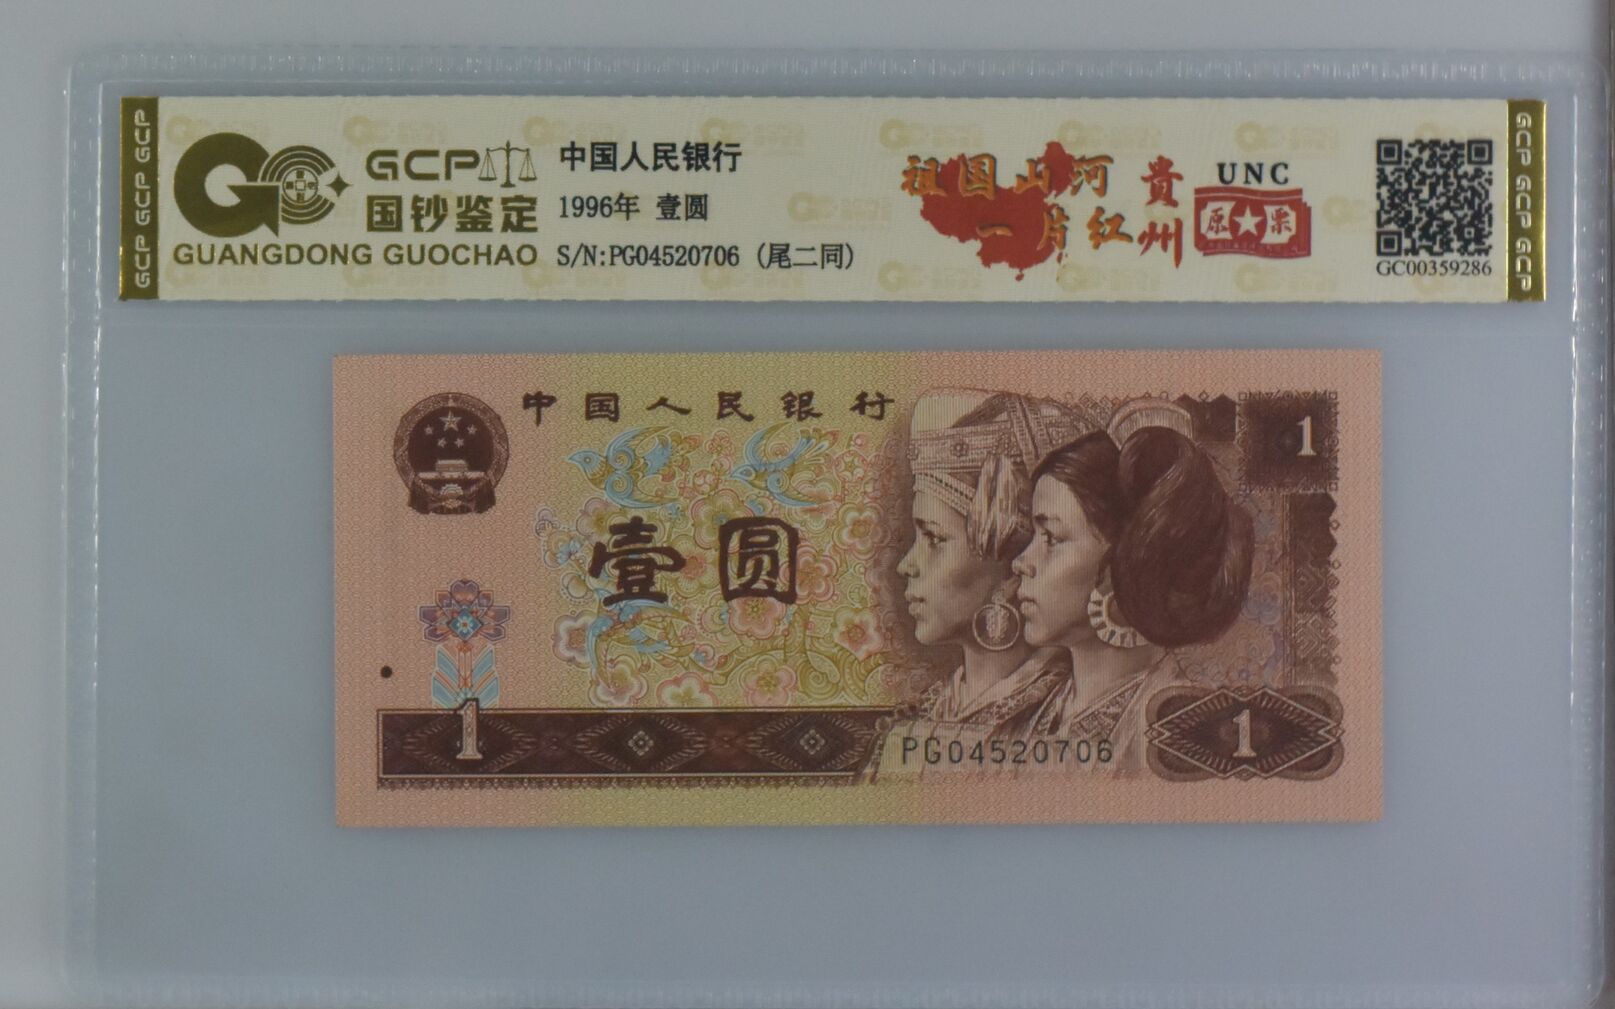 GCP GCP GCP
GCP
国钞鉴定
GUANGDONG GUOCHAO
中国人民银行
1996年 壹圆
S/N:PG04520706 (尾二同)
祖国山河
一片红
贵州
UNC
原★票
GC00359286
GCP GCP GCP
中国人民银行
1
壹圆
1
PG04520706
1